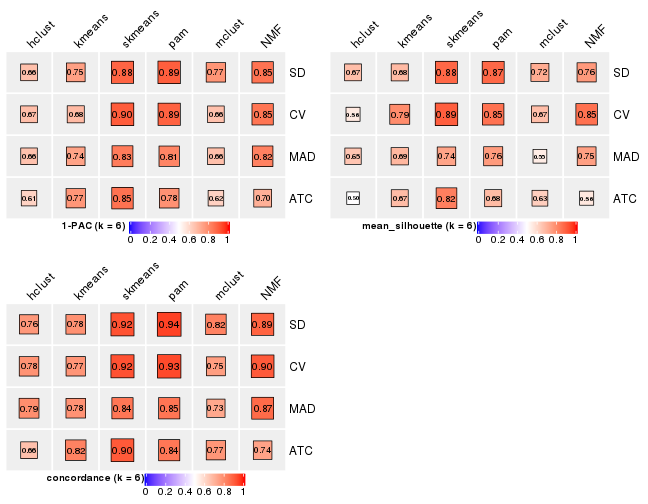 hclust kmeans skmeans pam mclust NMF
0.66 0.75 0.88 0.89 0.77 0.85 SD
0.67 0.68 0.90 0.89 0.66 0.85 CV
0.66 0.74 0.83 0.81 0.66 0.82 MAD
0.61 0.77 0.85 0.78 0.62 0.70 ATC
1-PAC (k = 6)
0 0.2 0.4 0.6 0.8 1
hclust kmeans skmeans pam mclust NMF
0.67 0.68 0.88 0.87 0.72 0.76 SD
0.56 0.79 0.89 0.85 0.67 0.85 CV
0.65 0.69 0.74 0.76 0.75 MAD
0.50 0.67 0.82 0.68 0.63 0.56 ATC
mean_silhouette (k = 6)
0 0.2 0.4 0.6 0.8 1
hclust kmeans skmeans pam mclust NMF
0.76 0.78 0.92 0.94 0.82 0.89 SD
0.78 0.77 0.92 0.93 0.75 0.90 CV
0.79 0.78 0.84 0.85 0.73 0.87 MAD
0.66 0.82 0.90 0.84 0.77 0.74 ATC
concordance (k = 6)
0 0.2 0.4 0.6 0.8 1